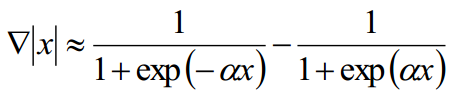 ∇|x| ≈ 1/(1+exp(−αx)) − 1/(1+exp(αx))